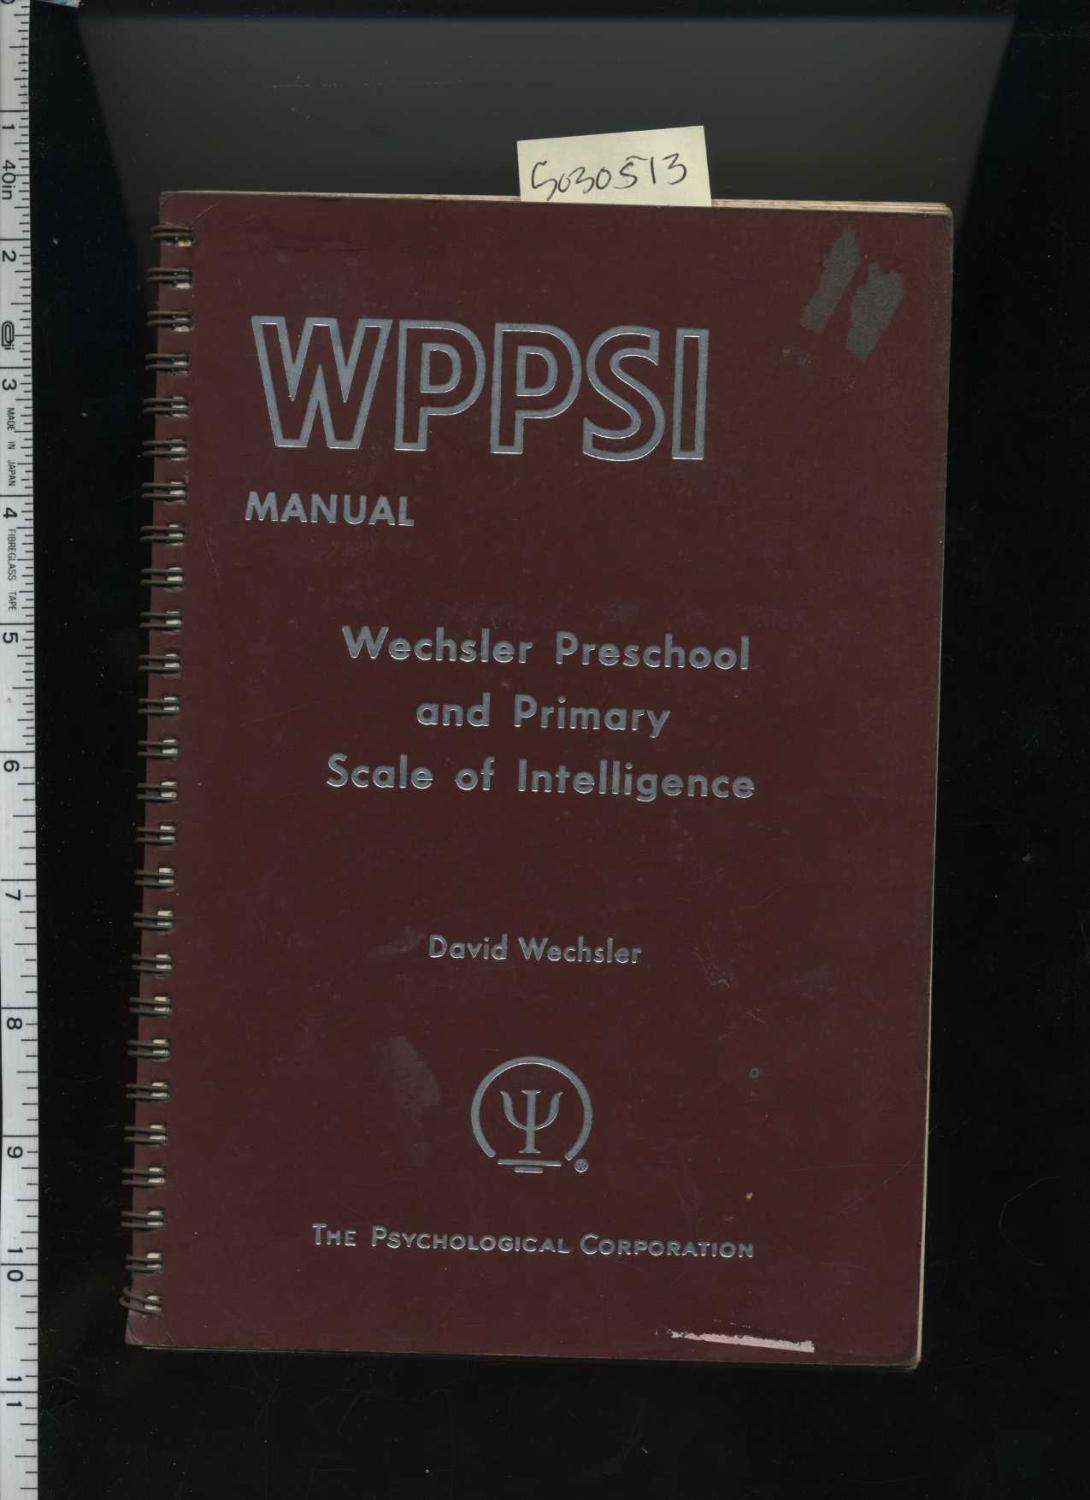 5030513
WPPSI
MANUAL
Wechsler Preschool
and Primary
Scale of Intelligence
David Wechsler
Ψ
®
THE PSYCHOLOGICAL CORPORATION
1
40in
2
3
MADE IN JAPAN
4
FIBREGLASS TAPE
5
6
7
8
9
10
11